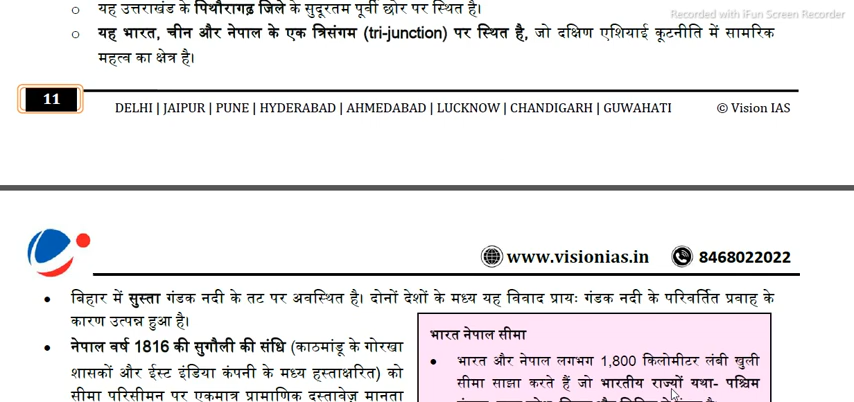 Recorded with iFun Screen Recorder
○ यह उत्तराखंड के पिथौरागढ़ जिले के सुदूरतम पूर्वी छोर पर स्थित है।
○ यह भारत, चीन और नेपाल के एक त्रिसंगम (tri-junction) पर स्थित है, जो दक्षिण एशियाई कूटनीति में सामरिक
महत्व का क्षेत्र है।
11
DELHI | JAIPUR | PUNE | HYDERABAD | AHMEDABAD | LUCKNOW | CHANDIGARH | GUWAHATI
© Vision IAS
www.visionias.in
8468022022
• बिहार में सुस्ता गंडक नदी के तट पर अवस्थित है। दोनों देशों के मध्य यह विवाद प्रायः गंडक नदी के परिवर्तित प्रवाह के
कारण उत्पन्न हुआ है।
• नेपाल वर्ष 1816 की सुगौली की संधि (काठमांडू के गोरखा
शासकों और ईस्ट इंडिया कंपनी के मध्य हस्ताक्षरित) को
सीमा परिसीमन पर एकमात्र प्रामाणिक दस्तावेज़ मानता
भारत नेपाल सीमा
• भारत और नेपाल लगभग 1,800 किलोमीटर लंबी खुली
सीमा साझा करते हैं जो भारतीय राज्यों यथा- पश्चिम